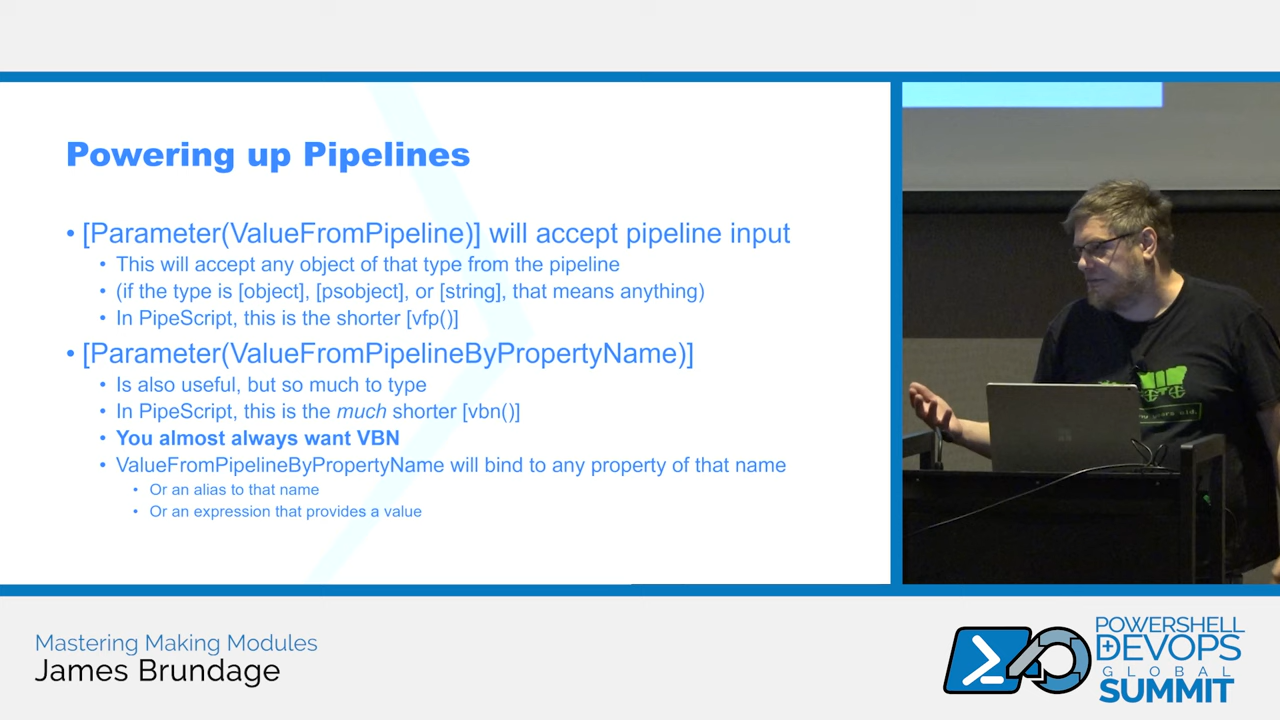 Powering up Pipelines
• [Parameter(ValueFromPipeline)] will accept pipeline input
• This will accept any object of that type from the pipeline
• (if the type is [object], [psobject], or [string], that means anything)
• In PipeScript, this is the shorter [vfp()]
• [Parameter(ValueFromPipelineByPropertyName)]
• Is also useful, but so much to type
• In PipeScript, this is the much shorter [vbn()]
• You almost always want VBN
• ValueFromPipelineByPropertyName will bind to any property of that name
• Or an alias to that name
• Or an expression that provides a value
Mastering Making Modules
James Brundage
POWERSHELL
DEVOPS
GLOBAL
SUMMIT